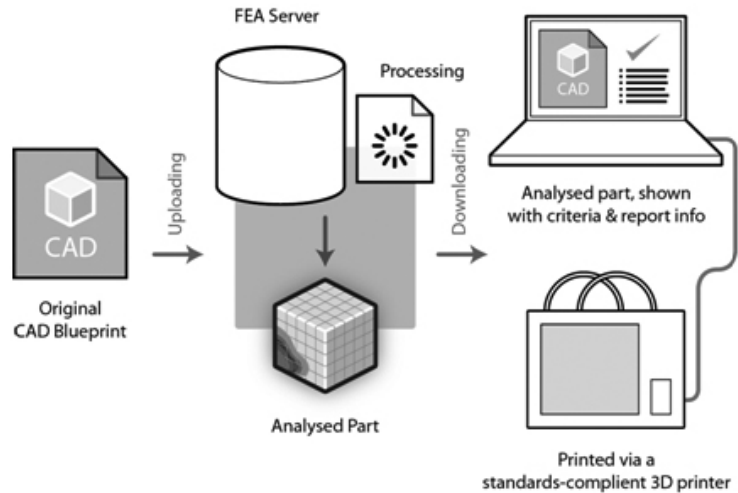 FEA Server
Processing
CAD
Uploading
Downloading
CAD
Original
CAD Blueprint
Analysed Part
Analysed part, shown
with criteria & report info
Printed via a
standards-complient 3D printer